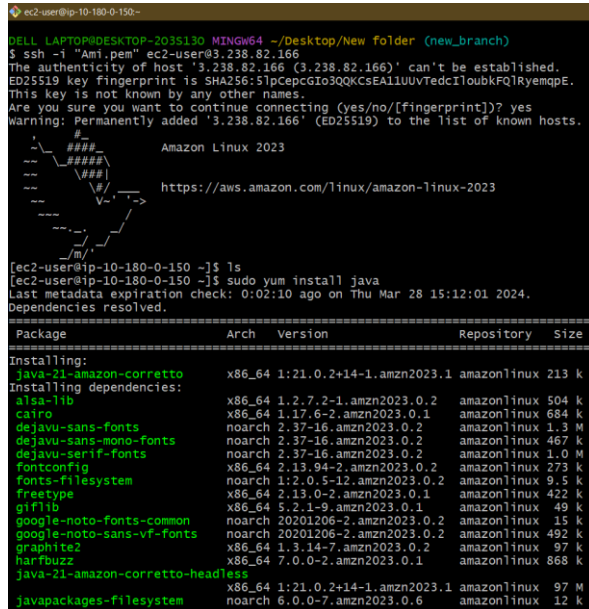 ec2-user@ip-10-180-0-150:~
DELL LAPTOP@DESKTOP-2O3S13O MINGW64 ~/Desktop/New folder (new_branch)
$ ssh -i "Ami.pem" ec2-user@3.238.82.166
The authenticity of host '3.238.82.166 (3.238.82.166)' can't be established.
ED25519 key fingerprint is SHA256:5lpCepcGIo3QQKCsEAl1UUvTedcIloubkFQlRyemqpE.
This key is not known by any other names.
Are you sure you want to continue connecting (yes/no/[fingerprint])? yes
Warning: Permanently added '3.238.82.166' (ED25519) to the list of known hosts.
   ,     #_
   ~\_  ####_        Amazon Linux 2023
  ~~  \_#####\
  ~~     \###|
  ~~       \#/ ___   https://aws.amazon.com/linux/amazon-linux-2023
   ~~       V~' '->
    ~~~         /
      ~~._.   _/
         _/ _/
       _/m/'
[ec2-user@ip-10-180-0-150 ~]$ ls
[ec2-user@ip-10-180-0-150 ~]$ sudo yum install java
Last metadata expiration check: 0:02:10 ago on Thu Mar 28 15:12:01 2024.
Dependencies resolved.
Package Arch Version Repository Size
Installing:
java-21-amazon-corretto x86_64 1:21.0.2+14-1.amzn2023.1 amazonlinux 213 k
Installing dependencies:
alsa-lib x86_64 1.2.7.2-1.amzn2023.0.2 amazonlinux 504 k
cairo x86_64 1.17.6-2.amzn2023.0.1 amazonlinux 684 k
dejavu-sans-fonts noarch 2.37-16.amzn2023.0.2 amazonlinux 1.3 M
dejavu-sans-mono-fonts noarch 2.37-16.amzn2023.0.2 amazonlinux 467 k
dejavu-serif-fonts noarch 2.37-16.amzn2023.0.2 amazonlinux 1.0 M
fontconfig x86_64 2.13.94-2.amzn2023.0.2 amazonlinux 273 k
fonts-filesystem noarch 1:2.0.5-12.amzn2023.0.2 amazonlinux 9.5 k
freetype x86_64 2.13.0-2.amzn2023.0.1 amazonlinux 422 k
giflib x86_64 5.2.1-9.amzn2023.0.1 amazonlinux 49 k
google-noto-fonts-common noarch 20201206-2.amzn2023.0.2 amazonlinux 15 k
google-noto-sans-vf-fonts noarch 20201206-2.amzn2023.0.2 amazonlinux 492 k
graphite2 x86_64 1.3.14-7.amzn2023.0.2 amazonlinux 97 k
harfbuzz x86_64 7.0.0-2.amzn2023.0.1 amazonlinux 868 k
java-21-amazon-corretto-headless
x86_64 1:21.0.2+14-1.amzn2023.1 amazonlinux 97 M
javapackages-filesystem noarch 6.0.0-7.amzn2023.0.6 amazonlinux 12 k